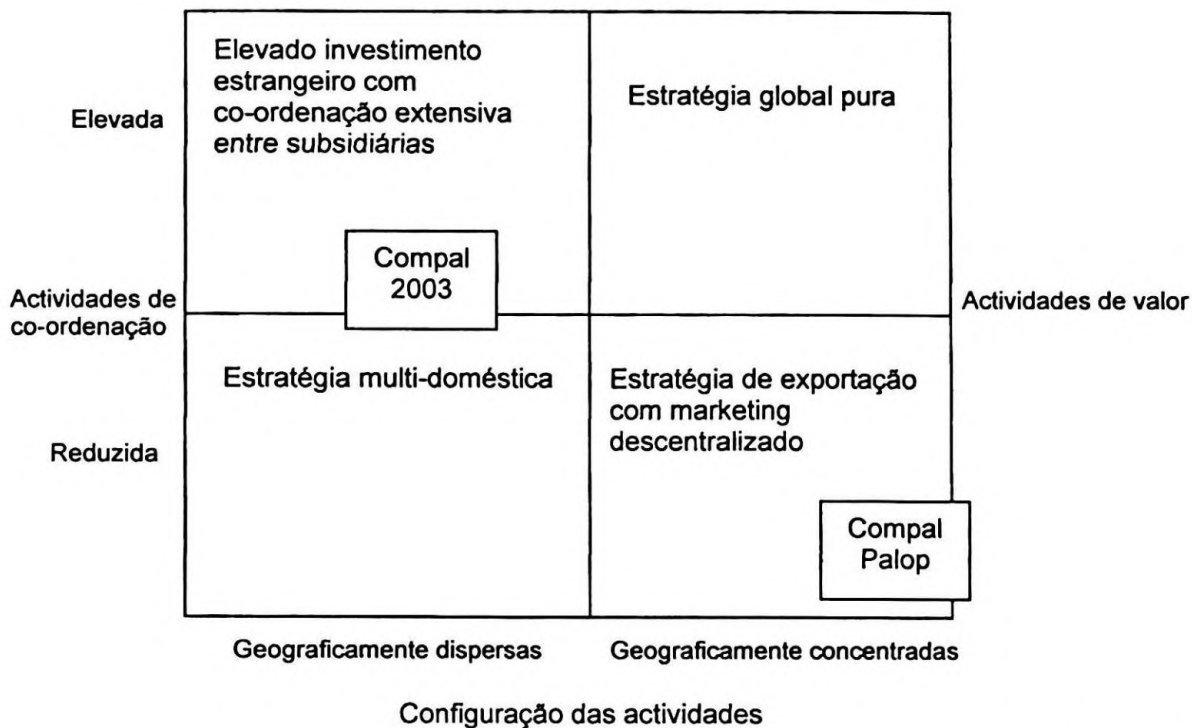 Elevado investimento
estrangeiro com
co-ordenação extensiva
entre subsidiárias
Estratégia global pura
Elevada
Compal
2003
Actividades de
co-ordenação
Actividades de valor
Estratégia multi-doméstica
Estratégia de exportação
com marketing
descentralizado
Reduzida
Compal
Palop
Geograficamente dispersas
Geograficamente concentradas
Configuração das actividades